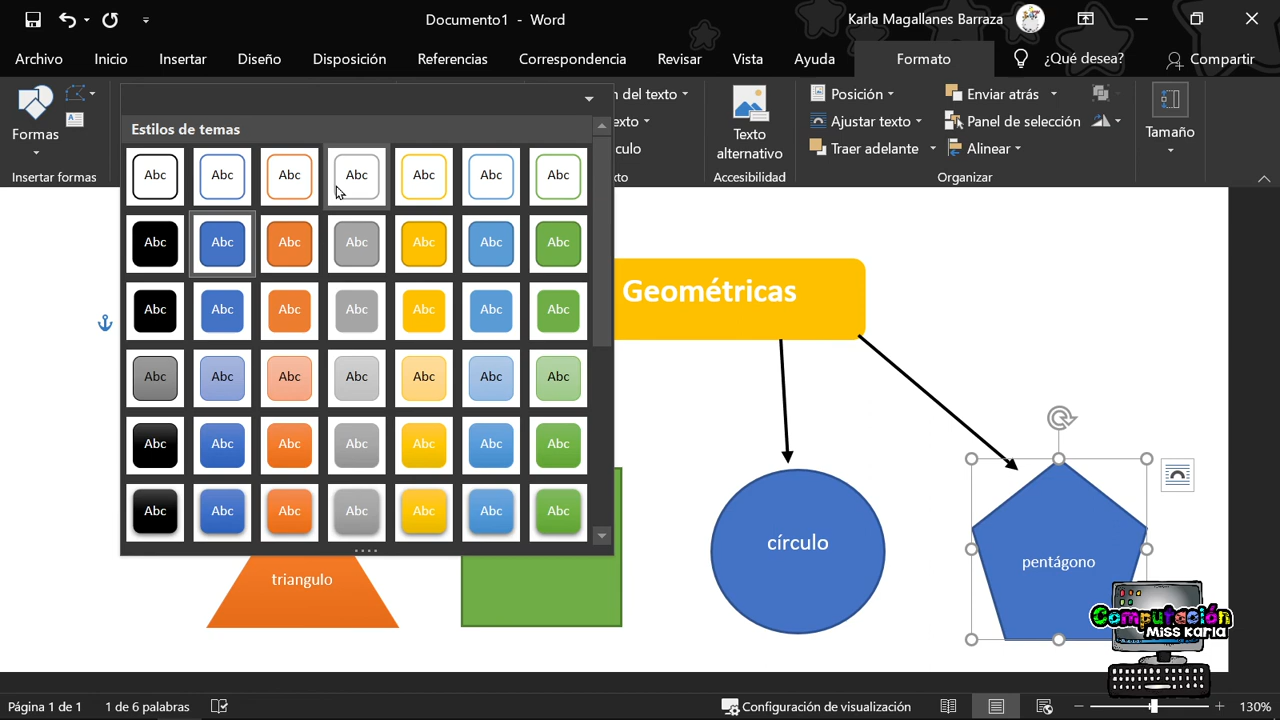 Documento1 - Word
Karla Magallanes Barraza
Archivo
Inicio
Insertar
Diseño
Disposición
Referencias
Correspondencia
Revisar
Vista
Ayuda
Formato
¿Qué desea?
Compartir
Formas
Insertar formas
Estilos de temas
Abc Abc Abc Abc Abc Abc Abc
Abc Abc Abc Abc Abc Abc Abc
Abc Abc Abc Abc Abc Abc Abc
Abc Abc Abc Abc Abc Abc Abc
Abc Abc Abc Abc Abc Abc Abc
Abc Abc Abc Abc Abc Abc Abc
n del texto
exto
culo
xto
Texto
alternativo
Accesibilidad
Posición
Ajustar texto
Traer adelante
Enviar atrás
Panel de selección
Alinear
Organizar
Tamaño
Geométricas
triangulo
círculo
pentágono
Computación
Miss Karla
Página 1 de 1
1 de 6 palabras
Configuración de visualización
130%